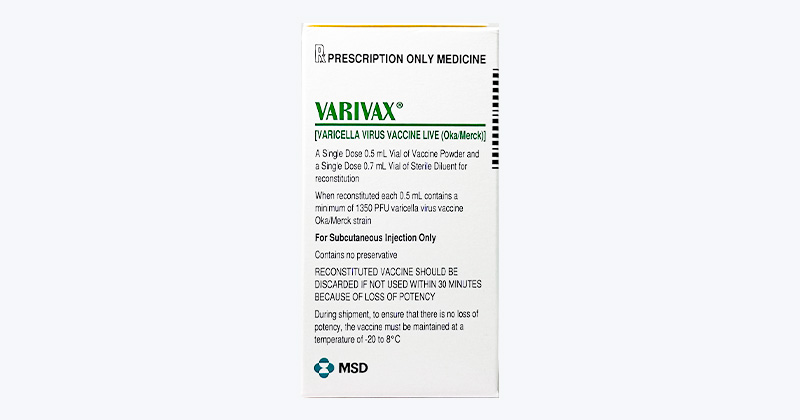 ℞ PRESCRIPTION ONLY MEDICINE
VARIVAX®
[VARICELLA VIRUS VACCINE LIVE (Oka/Merck)]
A Single Dose 0.5 mL Vial of Vaccine Powder and
a Single Dose 0.7 mL Vial of Sterile Diluent for
reconstitution
When reconstituted each 0.5 mL contains a
minimum of 1350 PFU varicella virus vaccine
Oka/Merck strain
For Subcutaneous Injection Only
Contains no preservative
RECONSTITUTED VACCINE SHOULD BE
DISCARDED IF NOT USED WITHIN 30 MINUTES
BECAUSE OF LOSS OF POTENCY
During shipment, to ensure that there is no loss of
potency, the vaccine must be maintained at a
temperature of -20 to 8°C
MSD